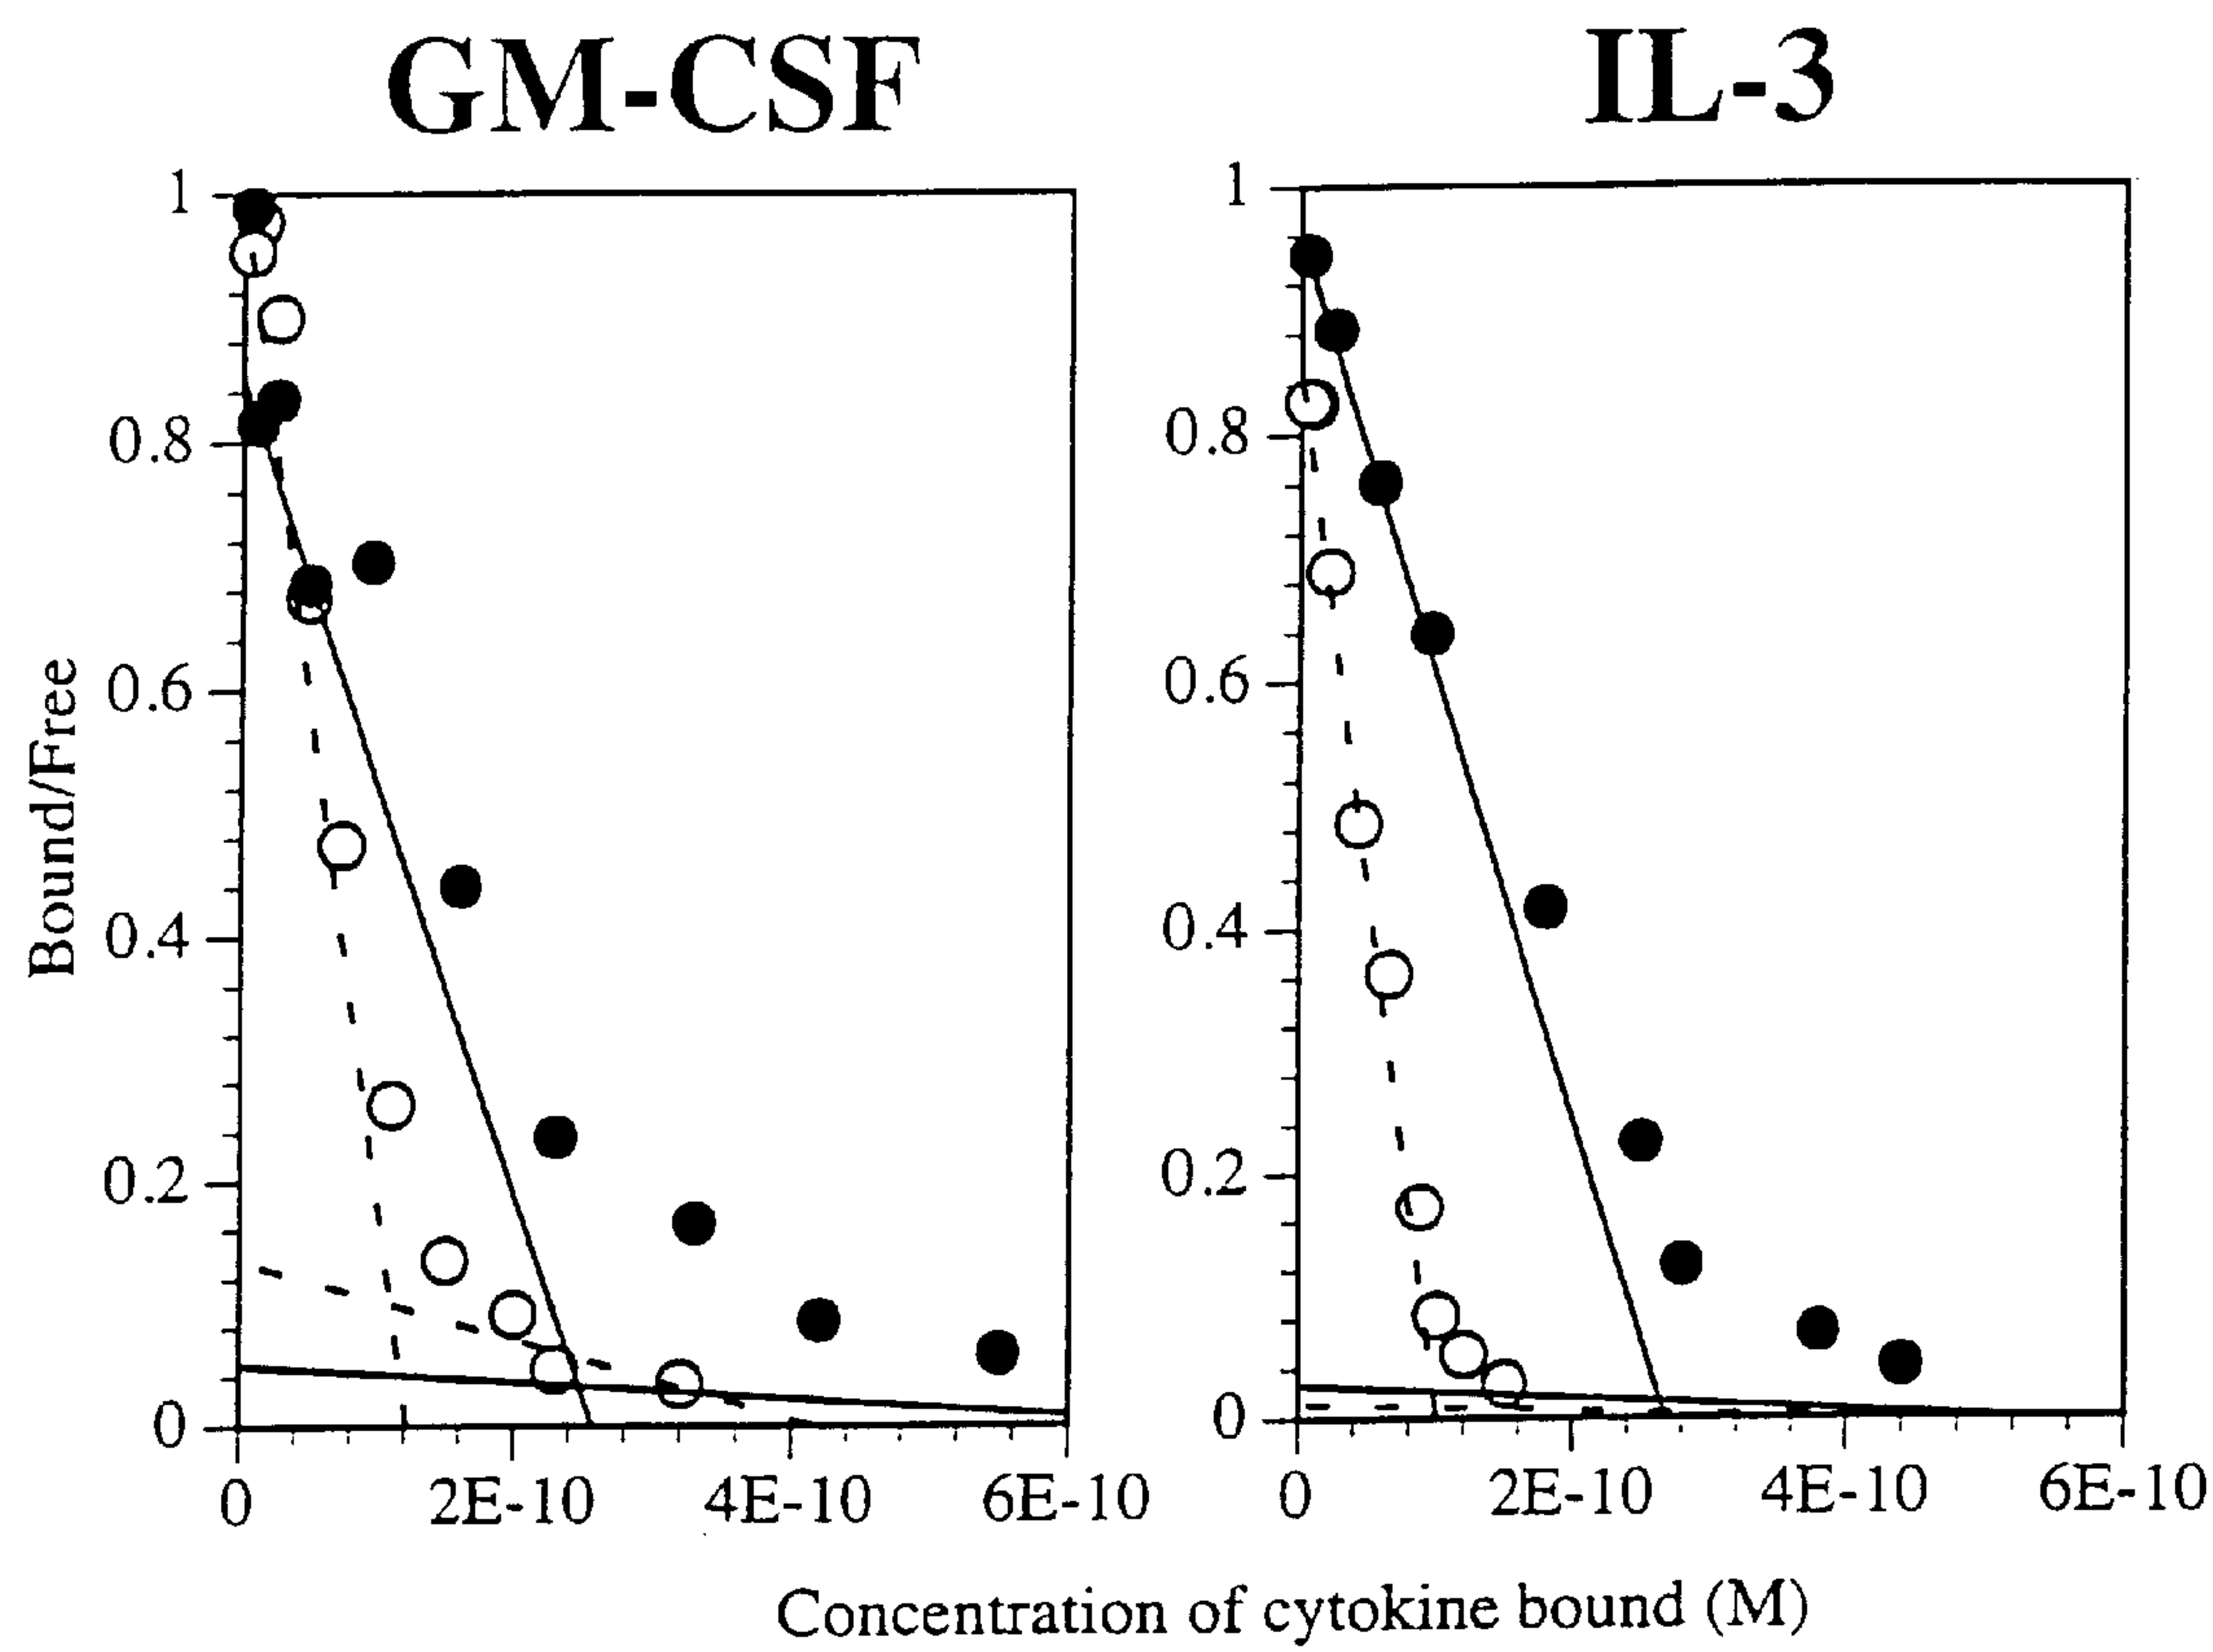 GM-CSF
IL-3
Bound/Free
1
0.8
0.6
0.4
0.2
0
0
2E-10
4E-10
6E-10
1
0.8
0.6
0.4
0.2
0
0
2E-10
4E-10
6E-10
Concentration of cytokine bound (M)